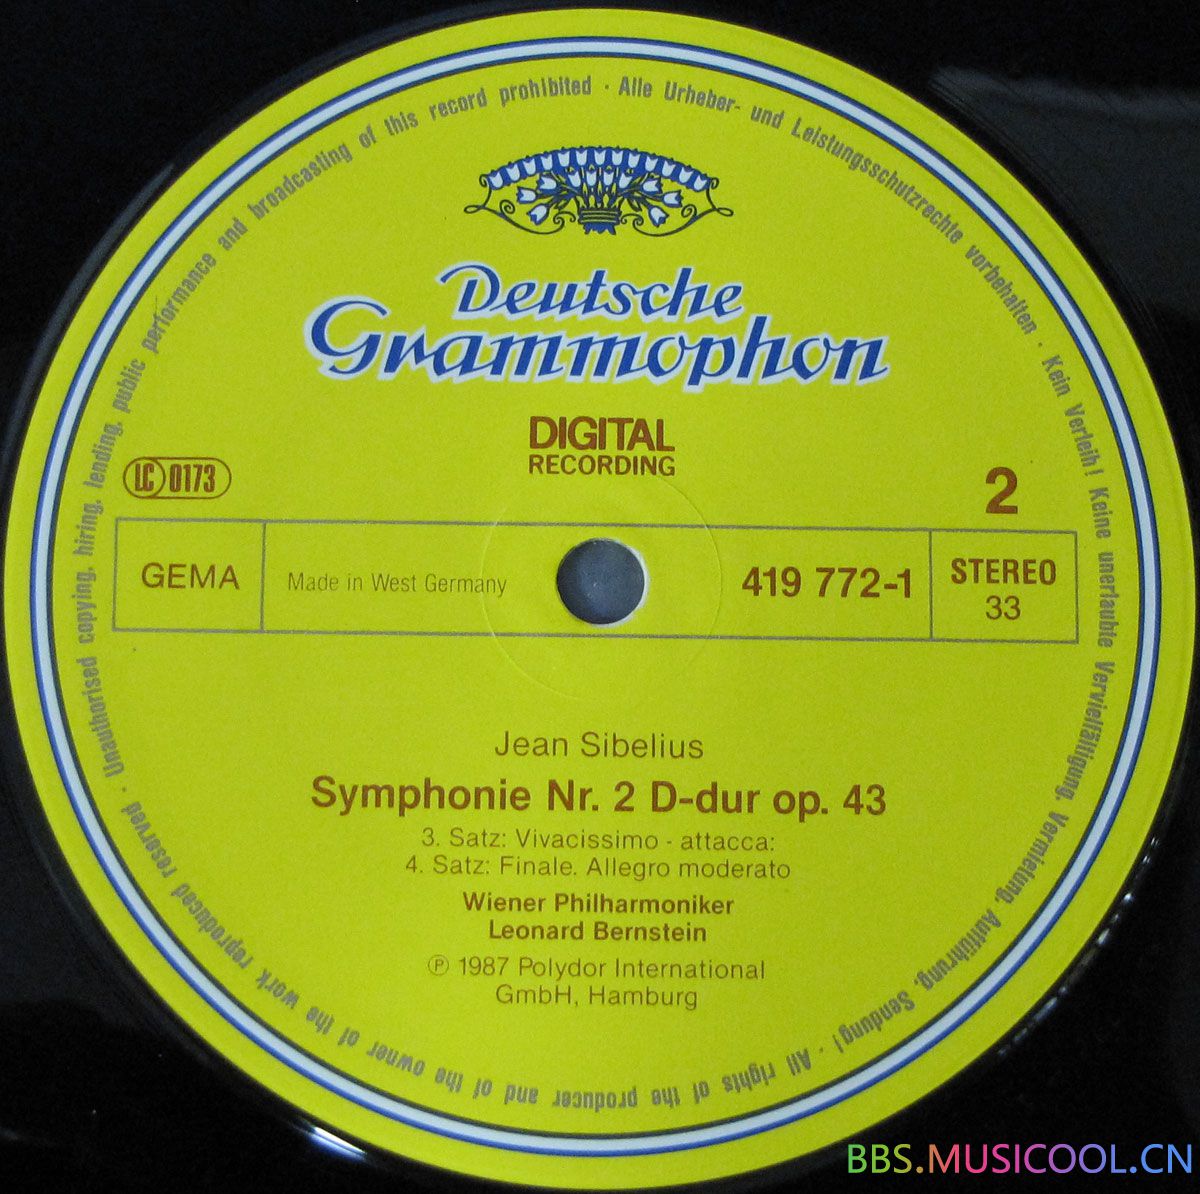 Unauthorised copying, hiring, lending, public performance and broadcasting of this record prohibited · Alle Urheber- und Leistungsschutzrechte vorbehalten · Kein Verleih! Keine unerlaubte Vervielfältigung, Vermietung, Aufführung, Sendung! · All rights of the producer and of the owner of the work reproduced reserved ·
Deutsche
Grammophon
DIGITAL
RECORDING
LC 0173
2
GEMA
Made in West Germany
419 772-1
STEREO
33
Jean Sibelius
Symphonie Nr. 2 D-dur op. 43
3. Satz: Vivacissimo - attacca:
4. Satz: Finale. Allegro moderato
Wiener Philharmoniker
Leonard Bernstein
℗ 1987 Polydor International
GmbH, Hamburg
BBS.MUSICOOL.CN